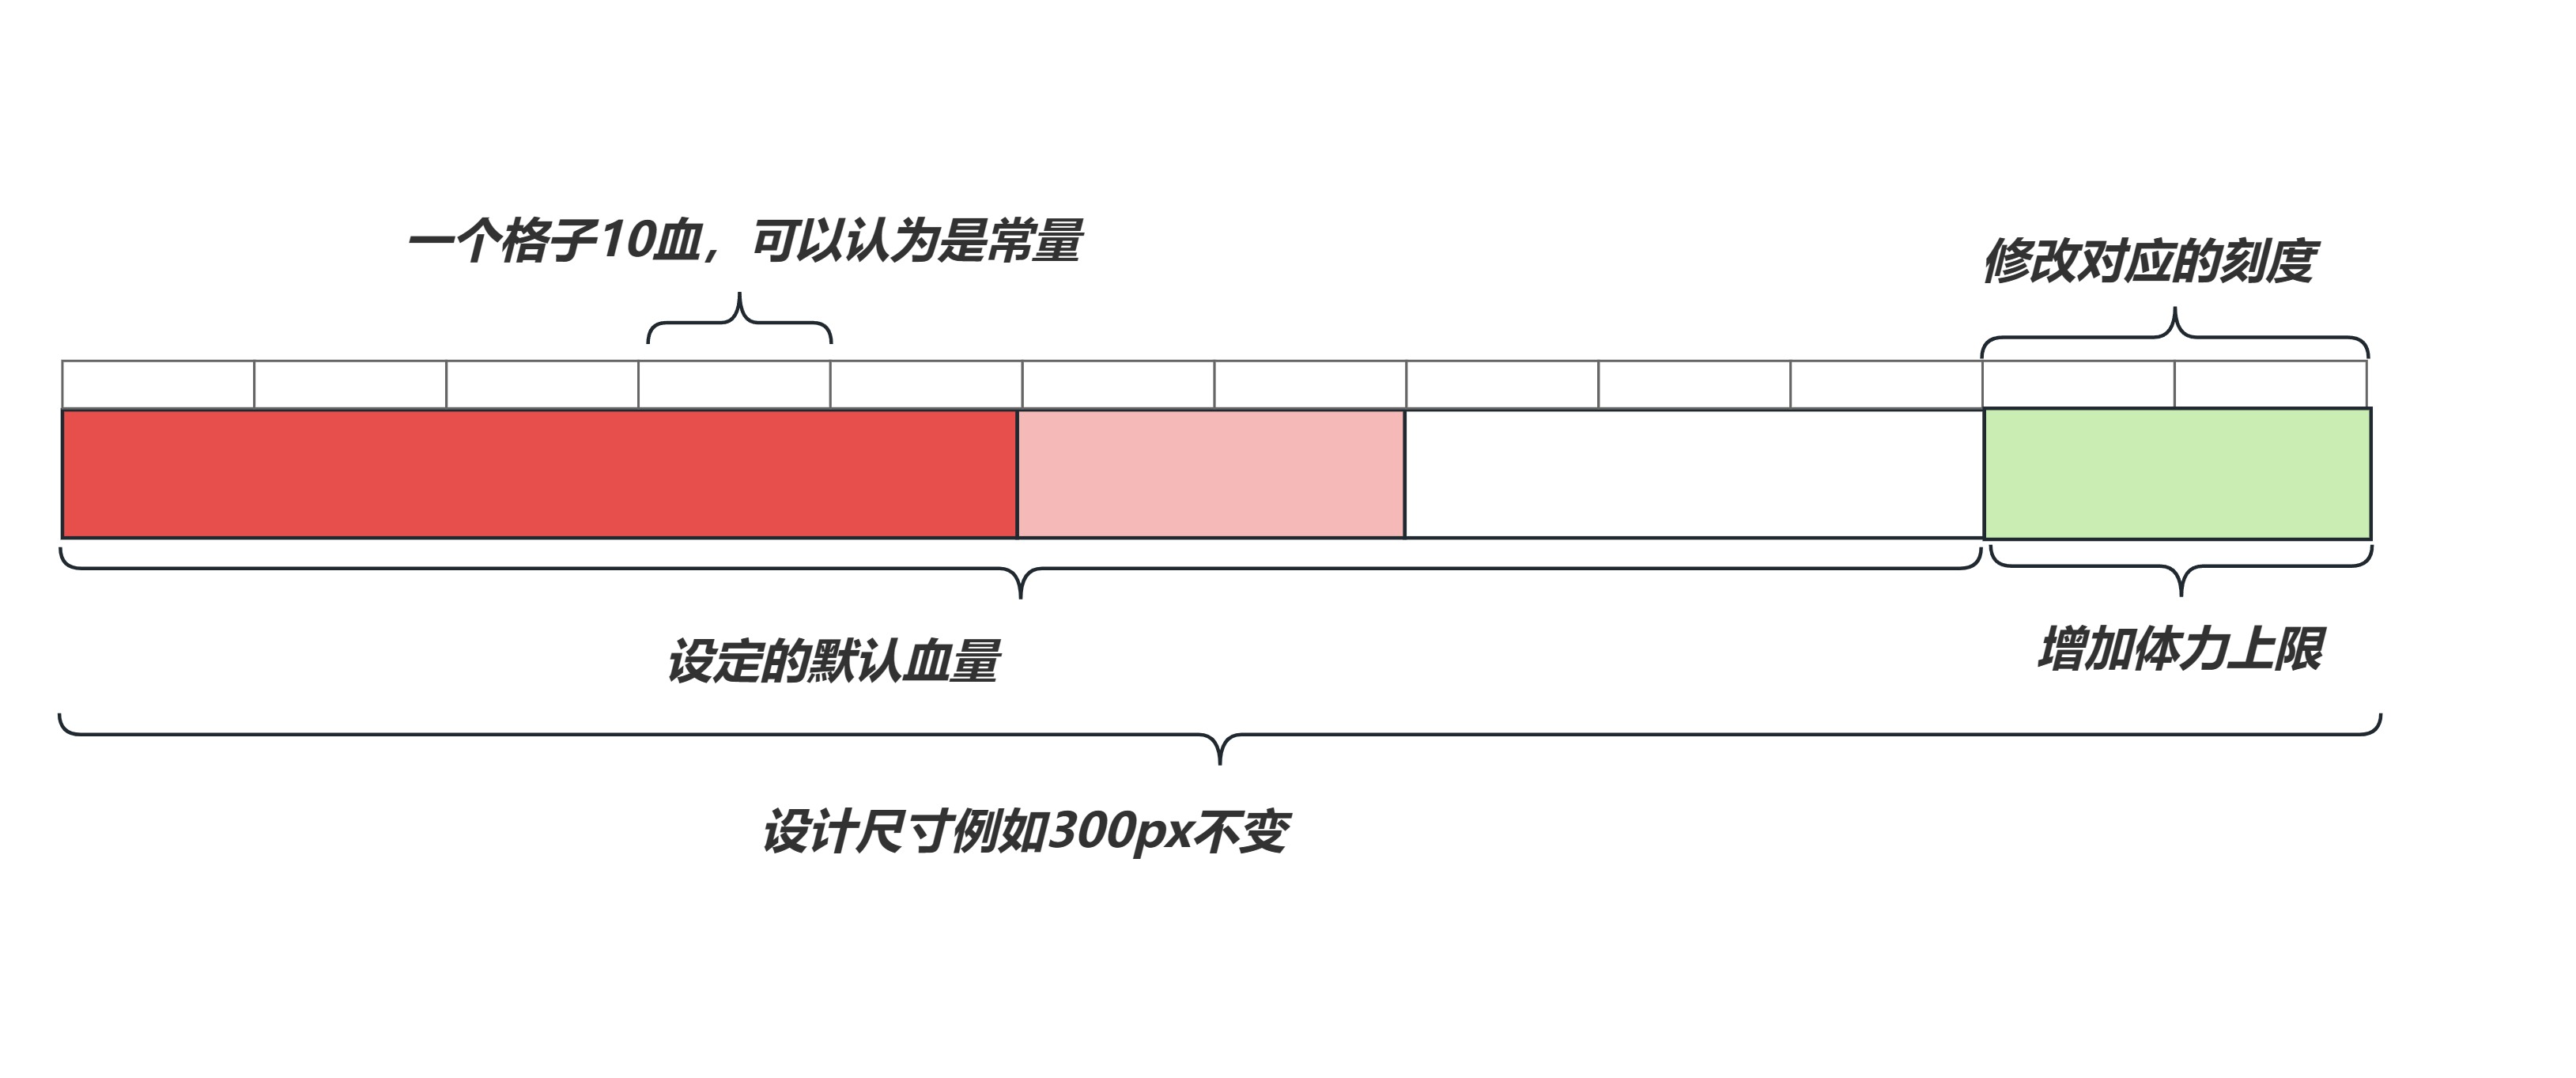 一个格子10血，可以认为是常量
修改对应的刻度
设定的默认血量
增加体力上限
设计尺寸例如300px不变